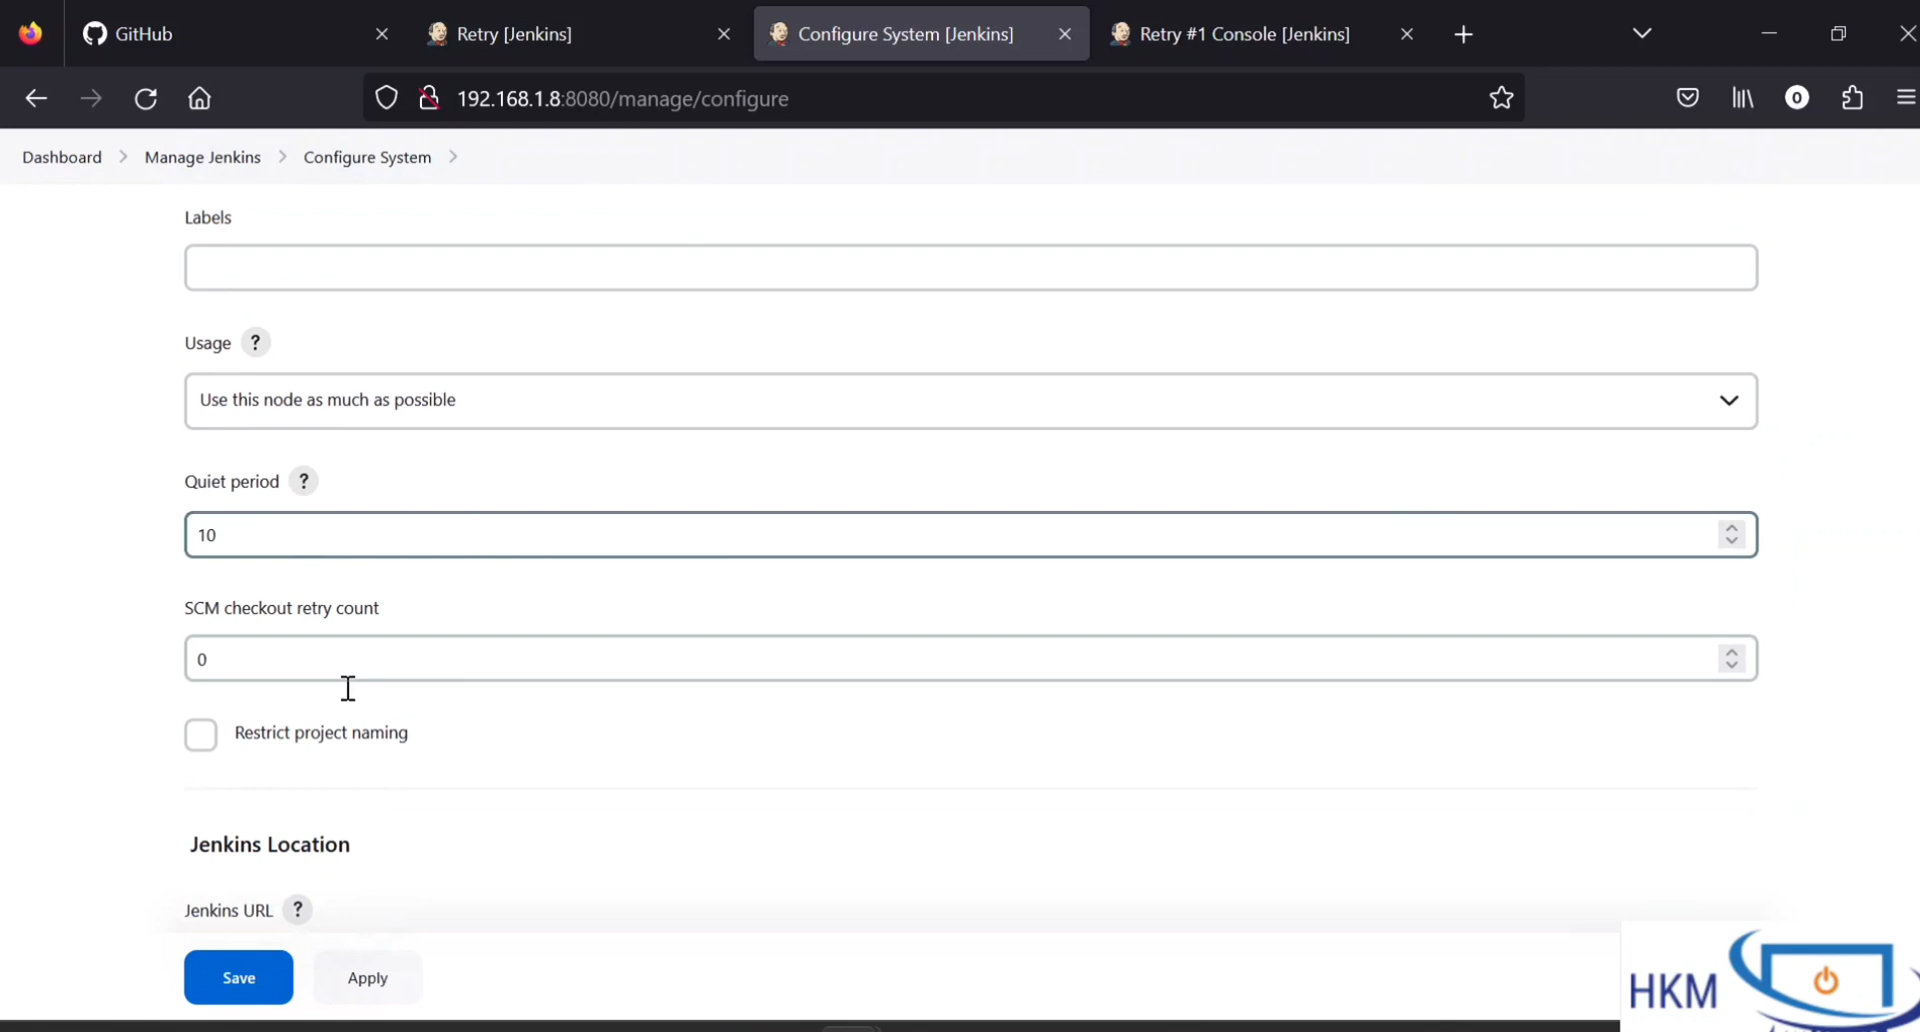 GitHub
Retry [Jenkins]
Configure System [Jenkins]
Retry #1 Console [Jenkins]
192.168.1.8:8080/manage/configure
0
Dashboard
Manage Jenkins
Configure System
Labels
Usage ?
Use this node as much as possible
Quiet period ?
10
SCM checkout retry count
0
Restrict project naming
Jenkins Location
Jenkins URL ?
Save
Apply
HKM